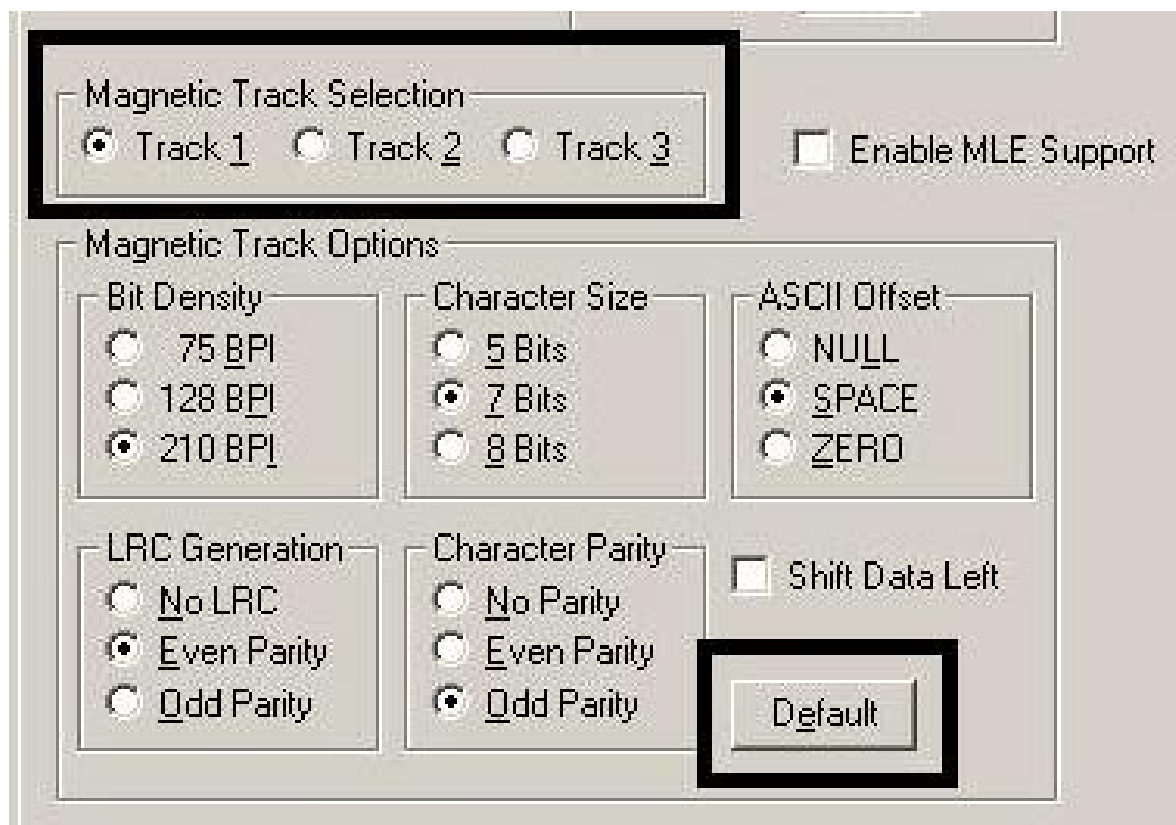 Magnetic Track Selection
Track 1 Track 2 Track 3
Enable MLE Support
Magnetic Track Options
Bit Density
75 BPI
128 BPI
210 BPI
Character Size
5 Bits
7 Bits
8 Bits
ASCII Offset
NULL
SPACE
ZERO
LRC Generation
No LRC
Even Parity
Odd Parity
Character Parity
No Parity
Even Parity
Odd Parity
Shift Data Left
Default